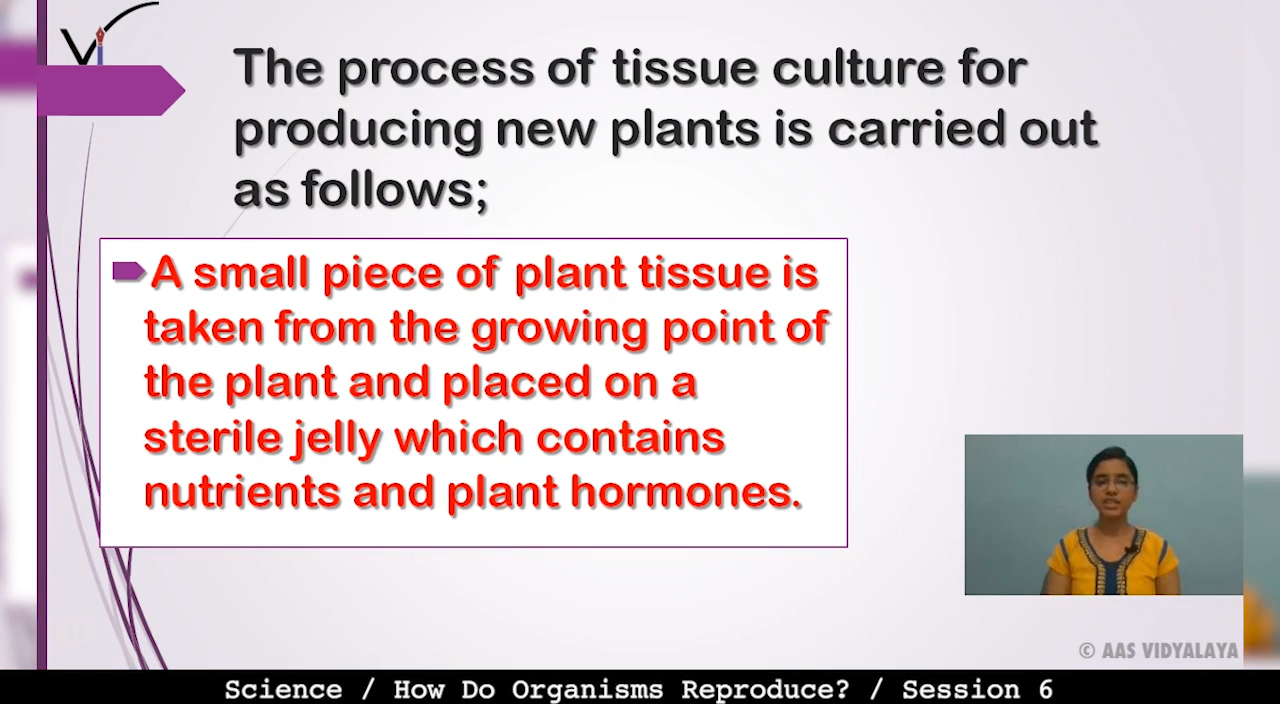 Vi
The process of tissue culture for
producing new plants is carried out
as follows;
A small piece of plant tissue is
taken from the growing point of
the plant and placed on a
sterile jelly which contains
nutrients and plant hormones.
© AAS VIDYALAYA
Science / How Do Organisms Reproduce? / Session 6